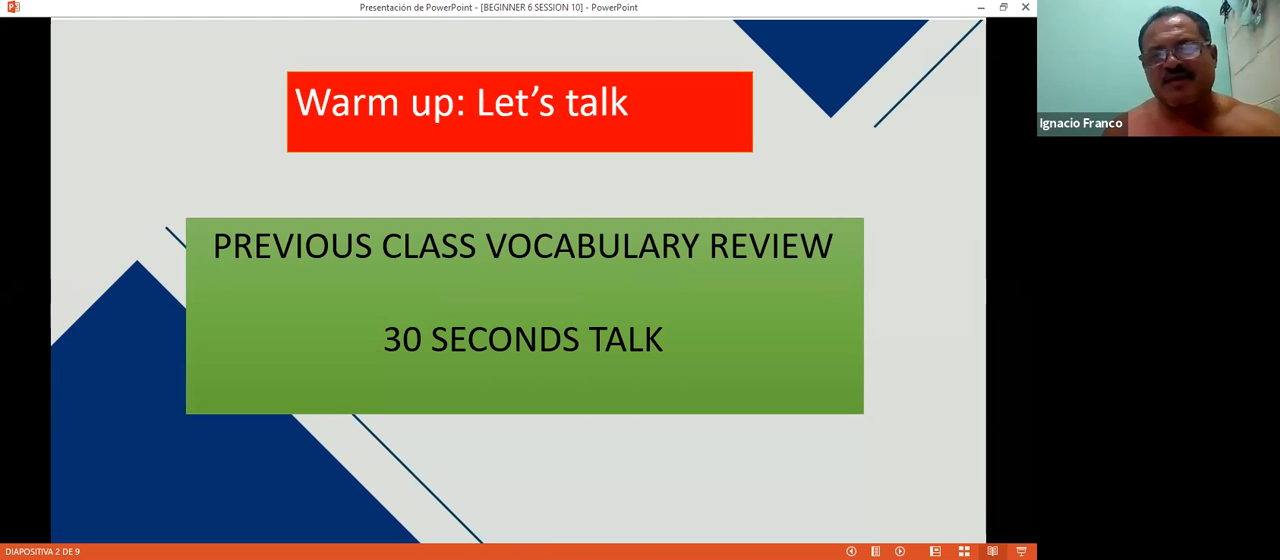 Presentación de PowerPoint - [BEGINNER 6 SESSION 10] - PowerPoint
Warm up: Let's talk
Ignacio Franco
PREVIOUS CLASS VOCABULARY REVIEW
30 SECONDS TALK
DIAPOSITIVA 2 DE 9